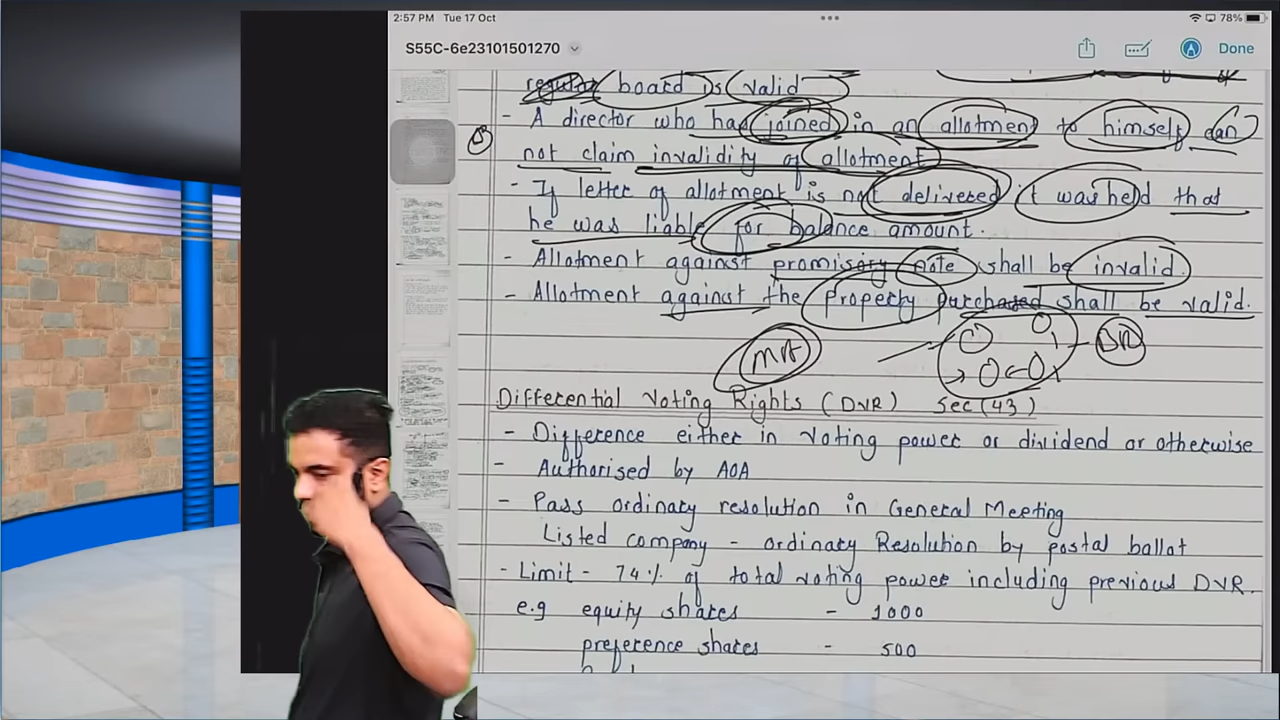 2:57 PM Tue 17 Oct
78%
S55C-6e23101501270
Done
regular board is valid
- A director who had joined in an allotment to himself can
not claim invalidity of allotment
- If letter of allotment is not delivered it was held that
he was liable for balance amount.
- Allotment against promisory note shall be invalid.
- Allotment against the property purchased shall be valid.
Differential Voting Rights (DVR) Sec (43)
- Difference either in voting power or dividend or otherwise
- Authorised by AOA
- Pass ordinary resolution in General Meeting
Listed company - ordinary Resolution by postal ballot
- Limit - 74% of total voting power including previous DVR.
e.g equity shares - 1000
preference shares - 500